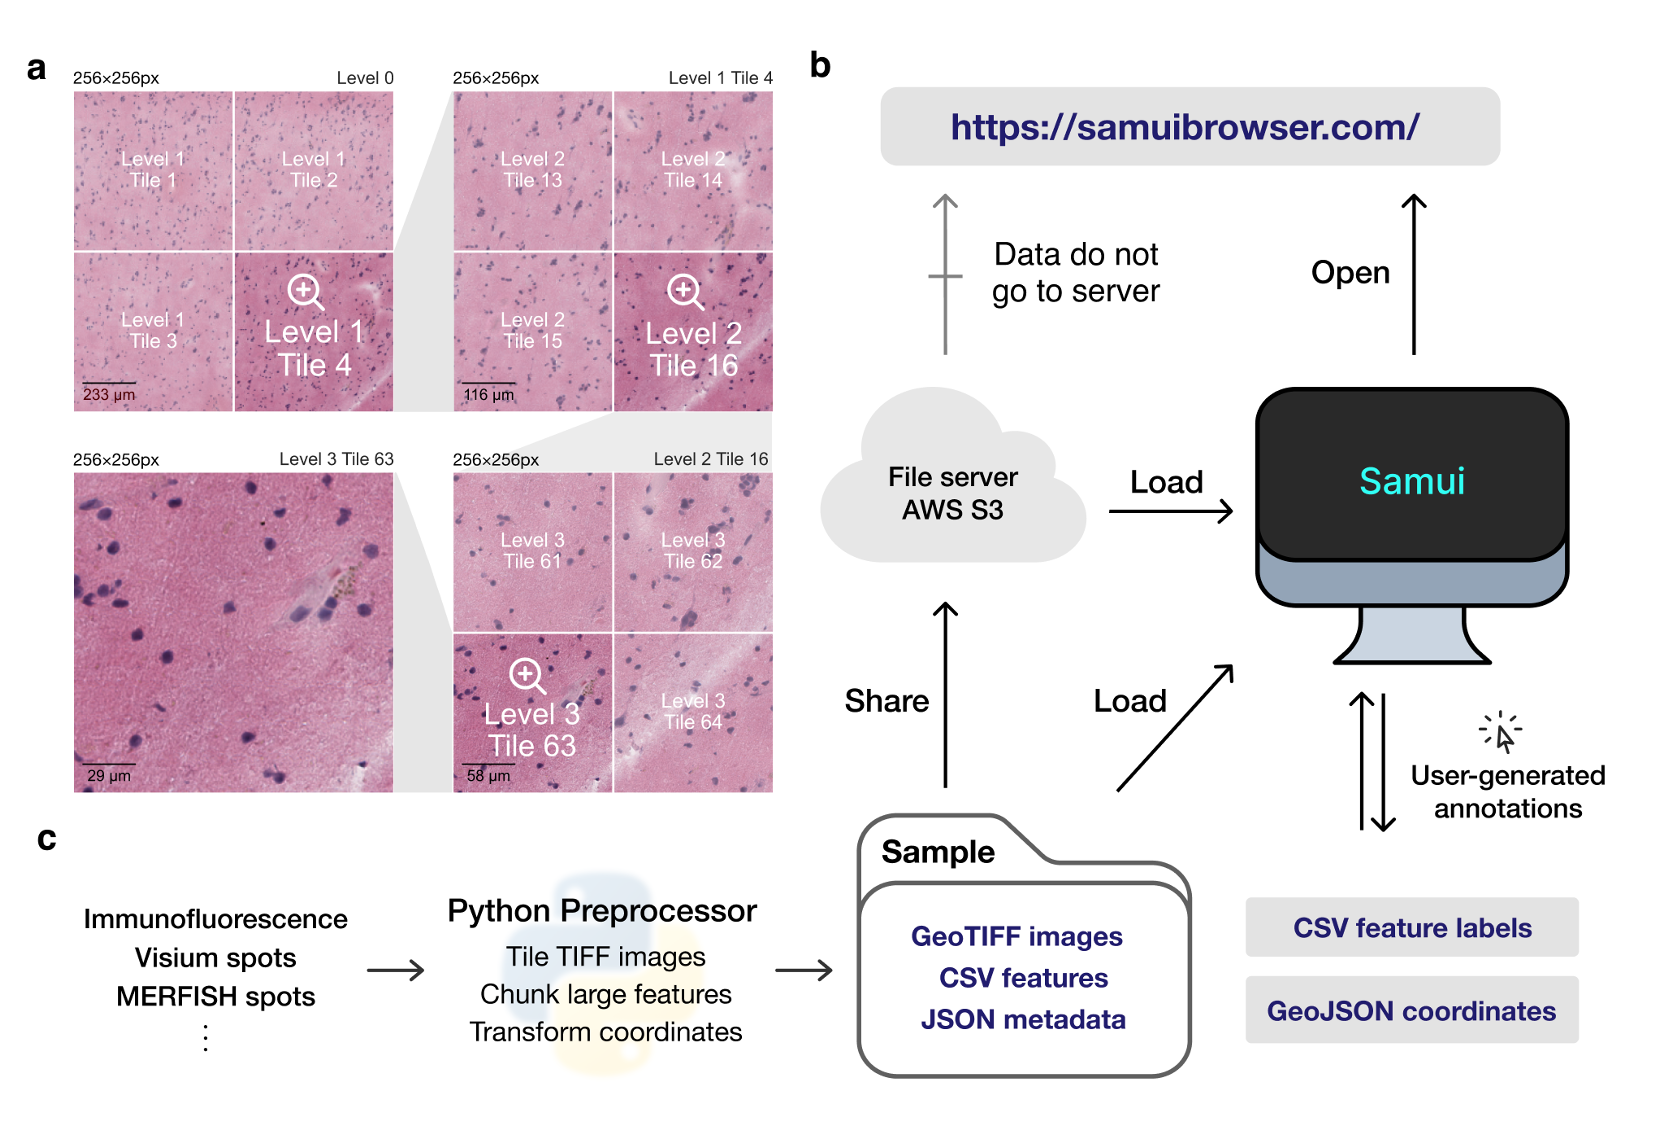 a
256×256px
Level 0
Level 1
Tile 1
Level 1
Tile 2
Level 1
Tile 3
Level 1
Tile 4
233 µm
256×256px
Level 1 Tile 4
Level 2
Tile 13
Level 2
Tile 14
Level 2
Tile 15
Level 2
Tile 16
116 µm
256×256px
Level 3 Tile 63
29 µm
256×256px
Level 2 Tile 16
Level 3
Tile 61
Level 3
Tile 62
Level 3
Tile 63
Level 3
Tile 64
58 µm
b
https://samuibrowser.com/
Data do not
go to server
Open
File server
AWS S3
Load
Samui
Share
Load
User-generated
annotations
CSV feature labels
GeoJSON coordinates
c
Immunofluorescence
Visium spots
MERFISH spots
⋮
Python Preprocessor
Tile TIFF images
Chunk large features
Transform coordinates
Sample
GeoTIFF images
CSV features
JSON metadata